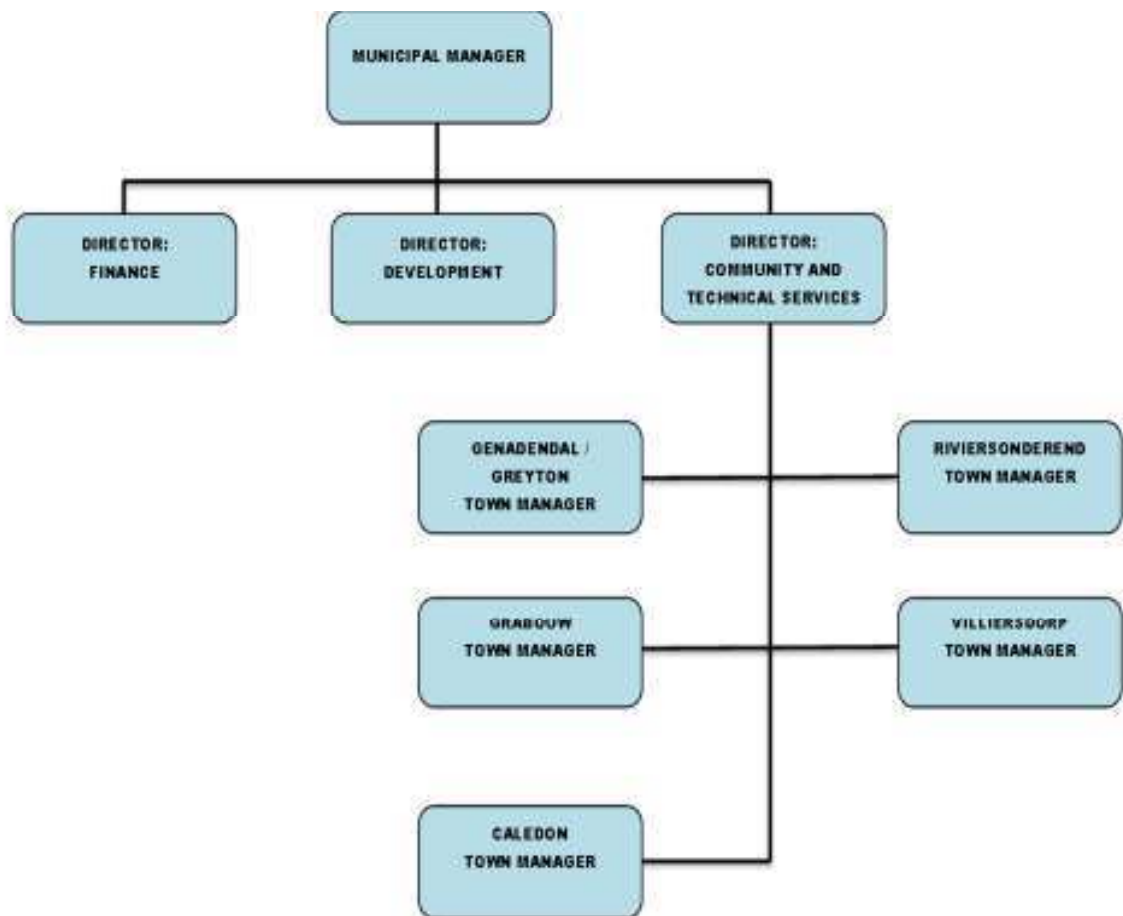 MUNICIPAL MANAGER
DIRECTOR:
FINANCE
DIRECTOR:
DEVELOPMENT
DIRECTOR:
COMMUNITY AND
TECHNICAL SERVICES
GENADENDAL /
GREYTON
TOWN MANAGER
RIVIERSONDEREND
TOWN MANAGER
GRABOUW
TOWN MANAGER
VILLIERSDORP
TOWN MANAGER
CALEDON
TOWN MANAGER